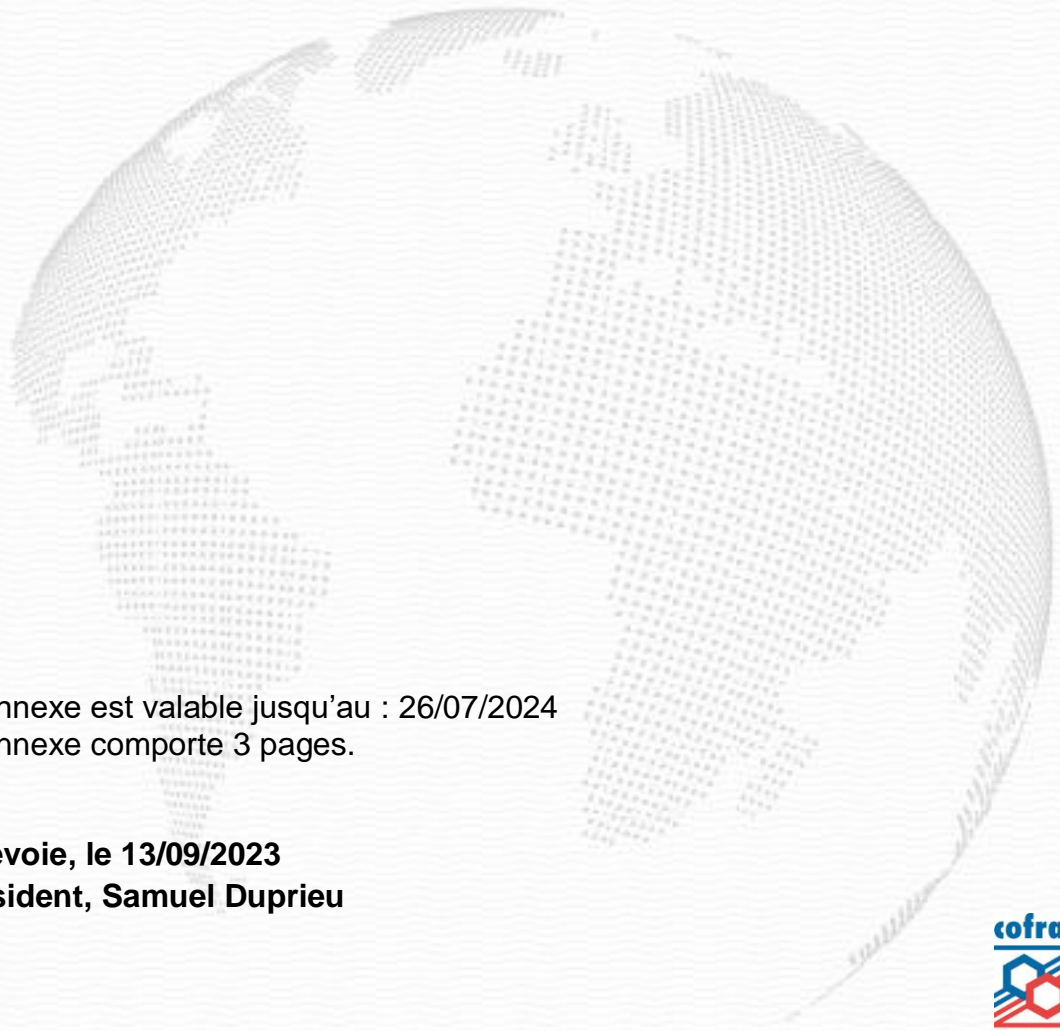 nnexe est valable jusqu’au : 26/07/2024
nnexe comporte 3 pages.
evoie, le 13/09/2023
sident, Samuel Duprieu
cofra